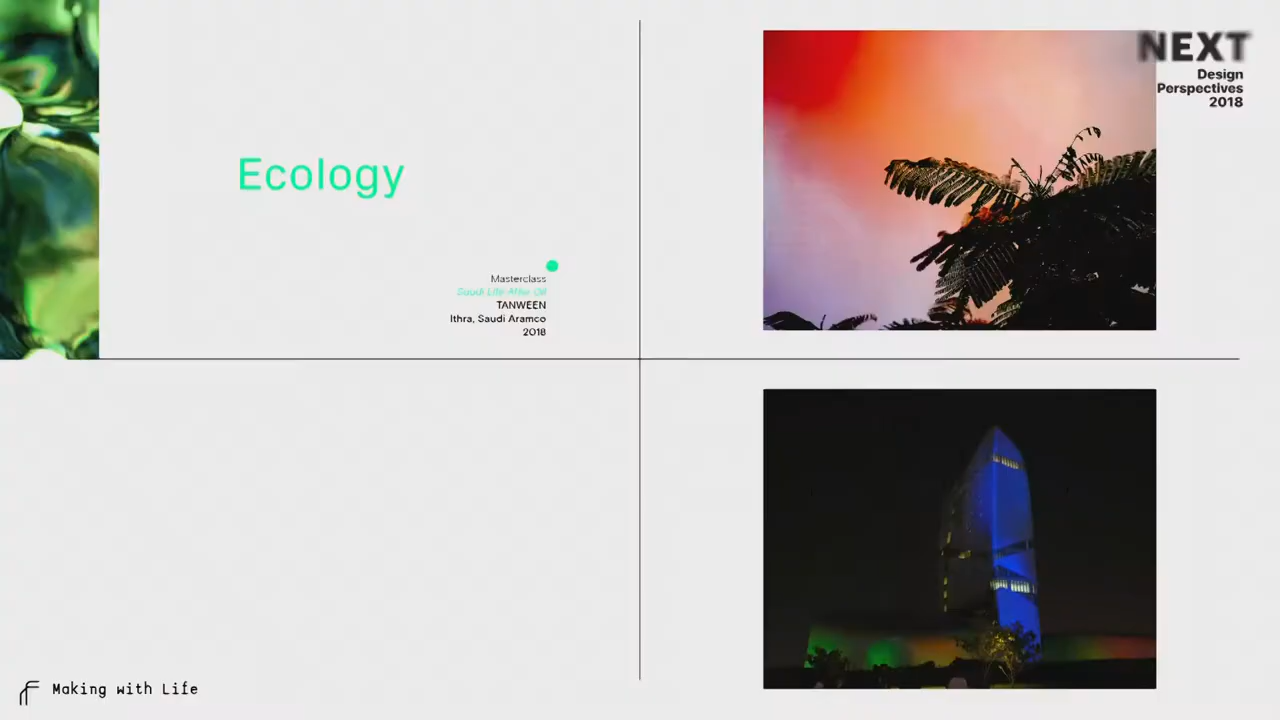 NEXT
Design
Perspectives
2018
Ecology
Masterclass
Saudi Life After Oil
TANWEEN
Ithra, Saudi Aramco
2018
Making with Life